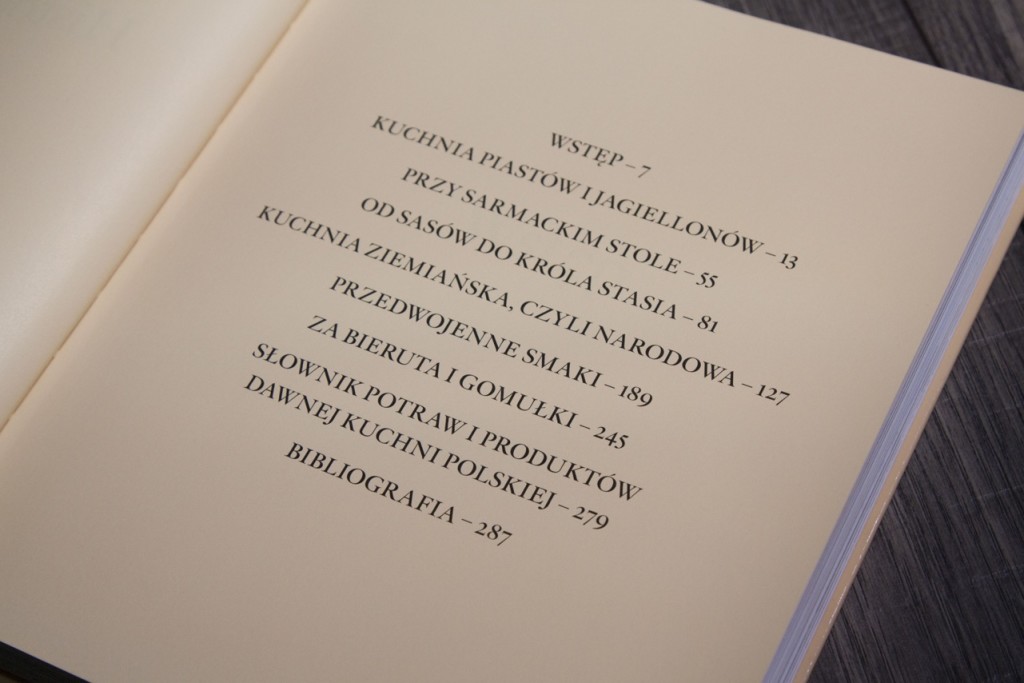 WSTĘP – 7
KUCHNIA PIASTÓW I JAGIELLONÓW – 13
PRZY SARMACKIM STOLE – 55
OD SASÓW DO KRÓLA STASIA – 81
KUCHNIA ZIEMIAŃSKA, CZYLI NARODOWA – 127
PRZEDWOJENNE SMAKI – 189
ZA BIERUTA I GOMUŁKI – 245
SŁOWNIK POTRAW I PRODUKTÓW
DAWNEJ KUCHNI POLSKIEJ – 279
BIBLIOGRAFIA – 287